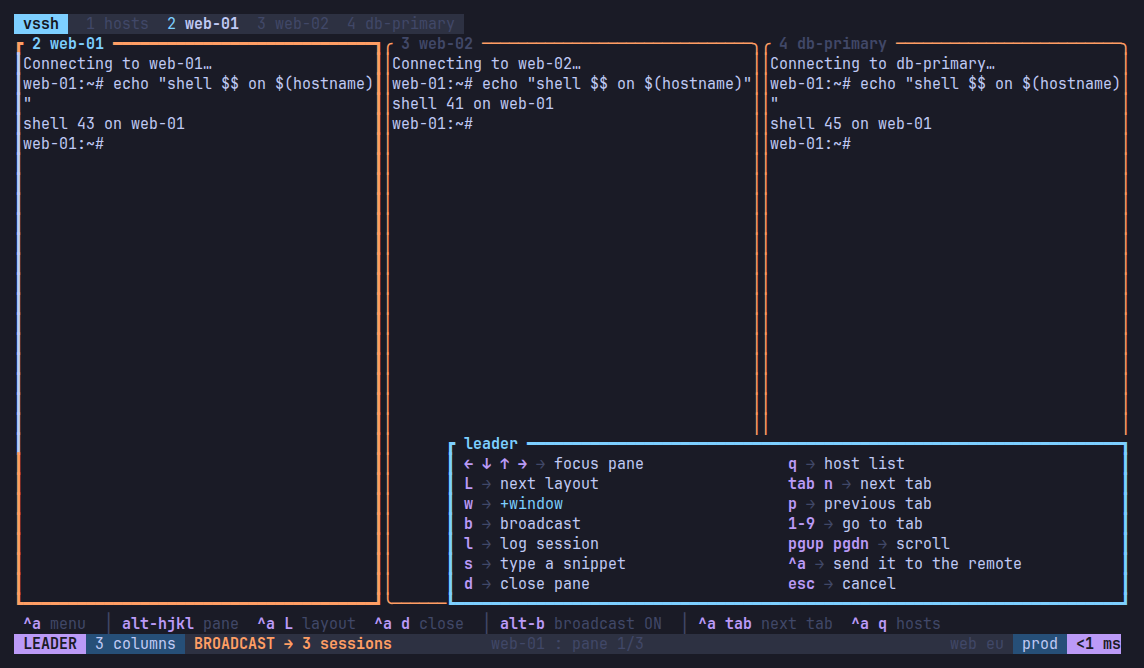 vssh 1 hosts 2 web-01 3 web-02 4 db-primary
2 web-01
Connecting to web-01…
web-01:~# echo "shell $$ on $(hostname)
"
shell 43 on web-01
web-01:~#
3 web-02
Connecting to web-02…
web-01:~# echo "shell $$ on $(hostname)"
shell 41 on web-01
web-01:~#
4 db-primary
Connecting to db-primary…
web-01:~# echo "shell $$ on $(hostname)
"
shell 45 on web-01
web-01:~#
leader
← ↓ ↑ → → focus pane
L → next layout
w → +window
b → broadcast
l → log session
s → type a snippet
d → close pane
q → host list
tab n → next tab
p → previous tab
1-9 → go to tab
pgup pgdn → scroll
^a → send it to the remote
esc → cancel
^a menu │ alt-hjkl pane ^a L layout ^a d close │ alt-b broadcast ON │ ^a tab next tab ^a q hosts
LEADER 3 columns BROADCAST → 3 sessions web-01 : pane 1/3 web eu prod <1 ms